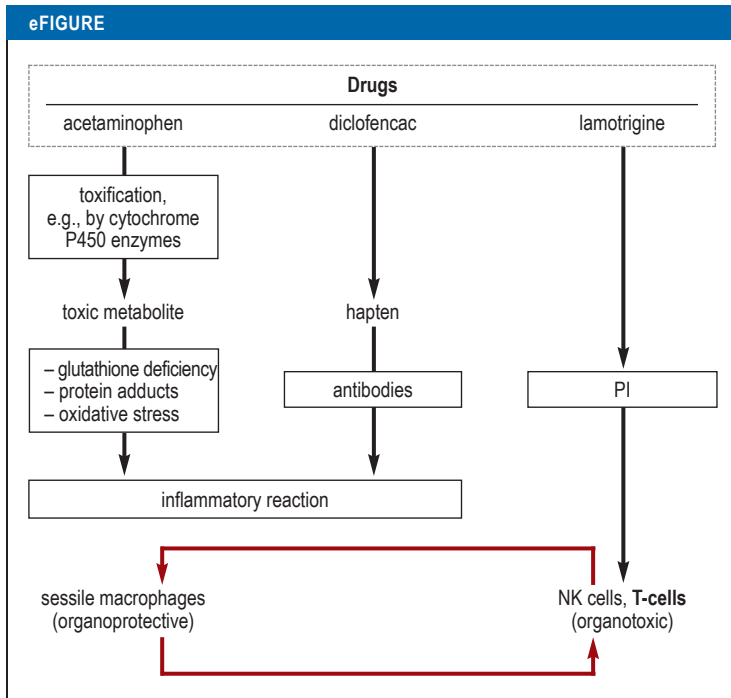 eFIGURE
Drugs
acetaminophen
diclofencac
lamotrigine
toxification,
e.g., by cytochrome
P450 enzymes
toxic metabolite
hapten
– glutathione deficiency
– protein adducts
– oxidative stress
antibodies
PI
inflammatory reaction
sessile macrophages
(organoprotective)
NK cells, T-cells
(organotoxic)